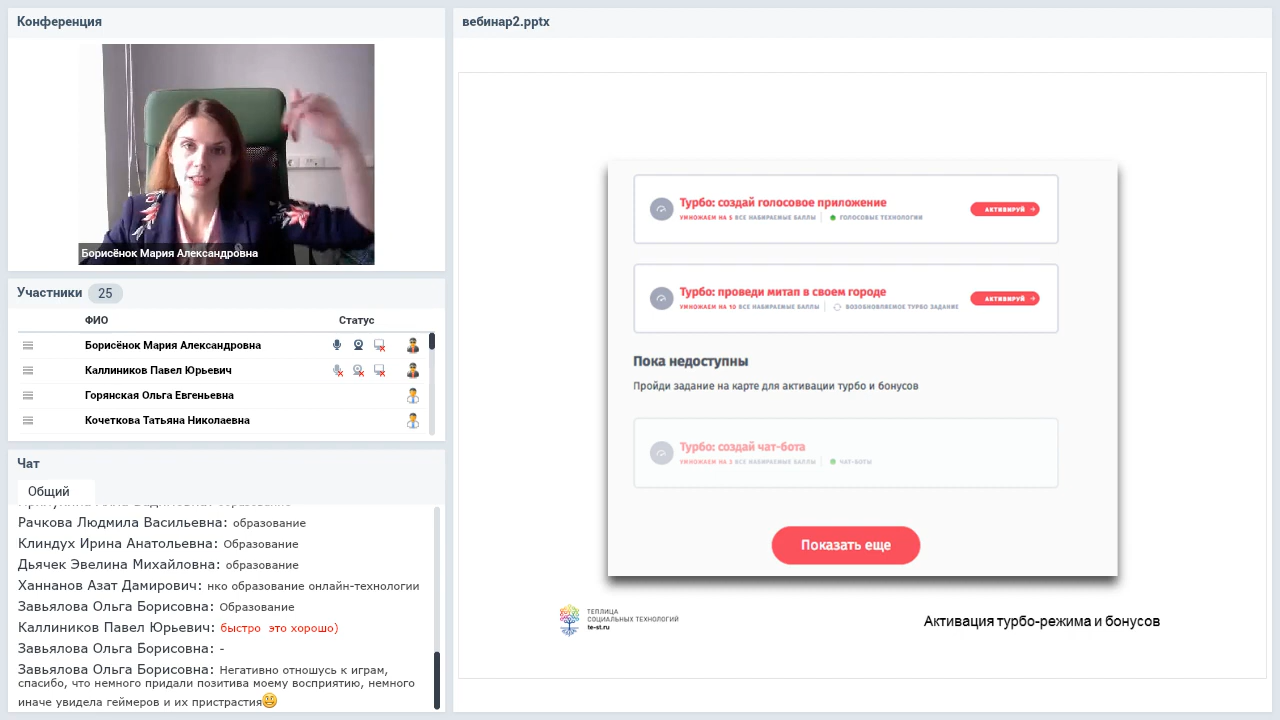 Конференция
Борисёнок Мария Александровна
Участники 25
ФИО Статус
Борисёнок Мария Александровна
Каллиников Павел Юрьевич
Горянская Ольга Евгеньевна
Кочеткова Татьяна Николаевна
Чат
Общий
Рачкова Людмила Васильевна: образование
Клиндух Ирина Анатольевна: Образование
Дьячек Эвелина Михайловна: образование
Ханнанов Азат Дамирович: нко образование онлайн-технологии
Завьялова Ольга Борисовна: Образование
Каллиников Павел Юрьевич: быстро это хорошо)
Завьялова Ольга Борисовна: -
Завьялова Ольга Борисовна: Негативно отношусь к играм,
спасибо, что немного придали позитива моему восприятию, немного
иначе увидела геймеров и их пристрастия
вебинар2.pptx
Турбо: создай голосовое приложение
УМНОЖАЕМ НА 5 ВСЕ НАБИРАЕМЫЕ БАЛЛЫ ГОЛОСОВЫЕ ТЕХНОЛОГИИ
АКТИВИРУЙ →
Турбо: проведи митап в своем городе
УМНОЖАЕМ НА 10 ВСЕ НАБИРАЕМЫЕ БАЛЛЫ ВОЗОБНОВЛЯЕМОЕ ТУРБО ЗАДАНИЕ
АКТИВИРУЙ →
Пока недоступны
Пройди задание на карте для активации турбо и бонусов
Турбо: создай чат-бота
УМНОЖАЕМ НА 3 ВСЕ НАБИРАЕМЫЕ БАЛЛЫ ЧАТ-БОТЫ
Показать еще
ТЕПЛИЦА
СОЦИАЛЬНЫХ ТЕХНОЛОГИЙ
te-st.ru
Активация турбо-режима и бонусов